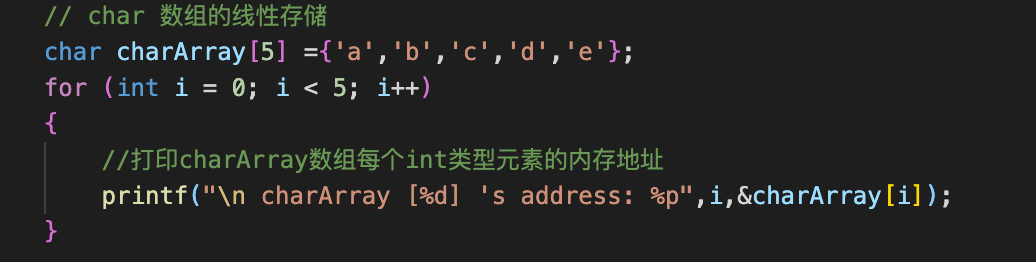 // char 数组的线性存储
char charArray[5] ={'a','b','c','d','e'};
for (int i = 0; i < 5; i++)
{
//打印charArray数组每个int类型元素的内存地址
printf("\n charArray [%d] 's address: %p",i,&charArray[i]);
}